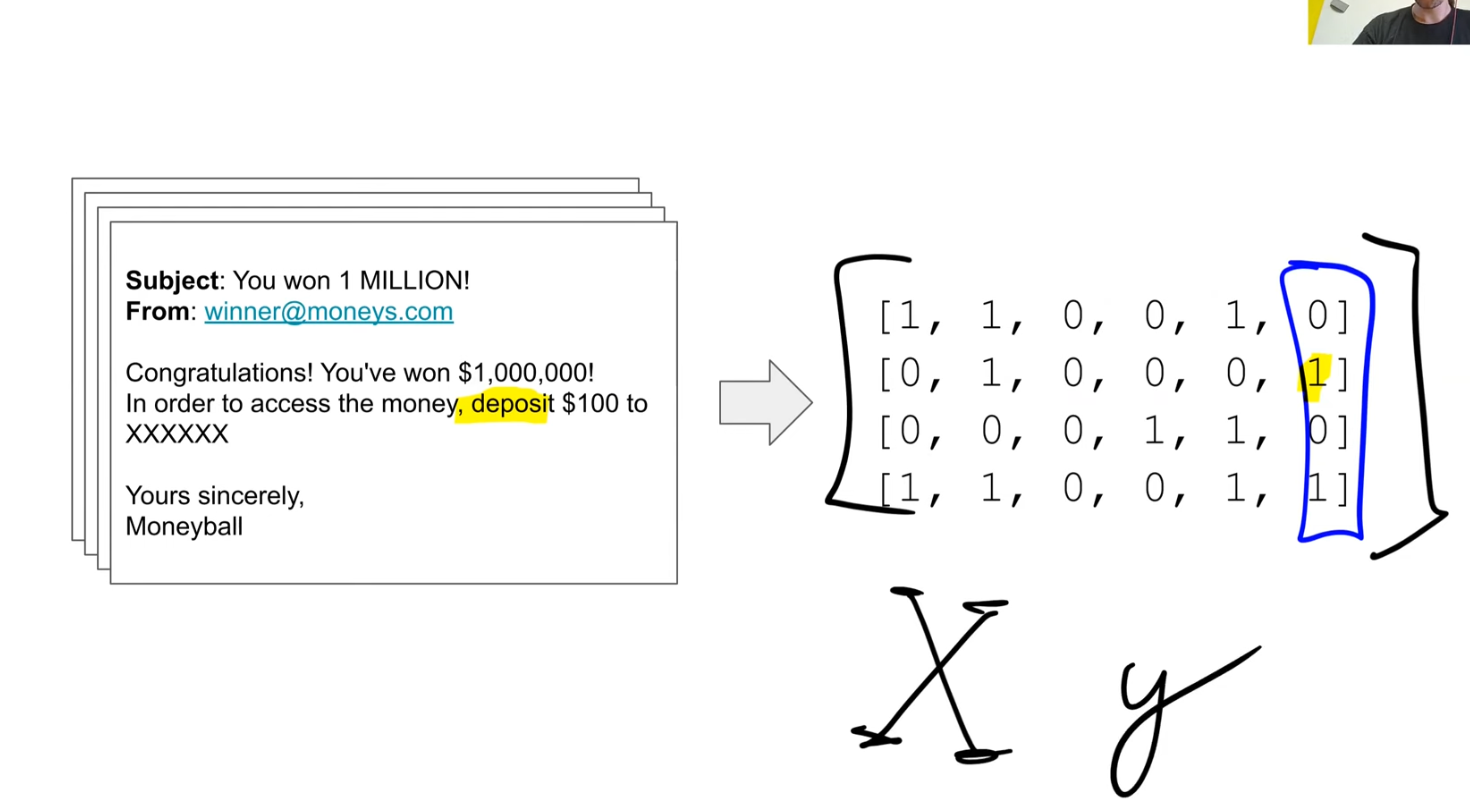 Subject: You won 1 MILLION!
From: winner@moneys.com
Congratulations! You've won $1,000,000!
In order to access the money, deposit $100 to
XXXXXX
Yours sincerely,
Moneyball
[1, 1, 0, 0, 1, 0]
[0, 1, 0, 0, 0, 1]
[0, 0, 0, 1, 1, 0]
[1, 1, 0, 0, 1, 1]
X y